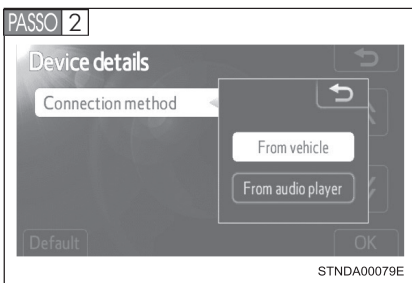 PASSO 2
Device details
Connection method
From vehicle
From audio player
Default
OK
STNDA00079E